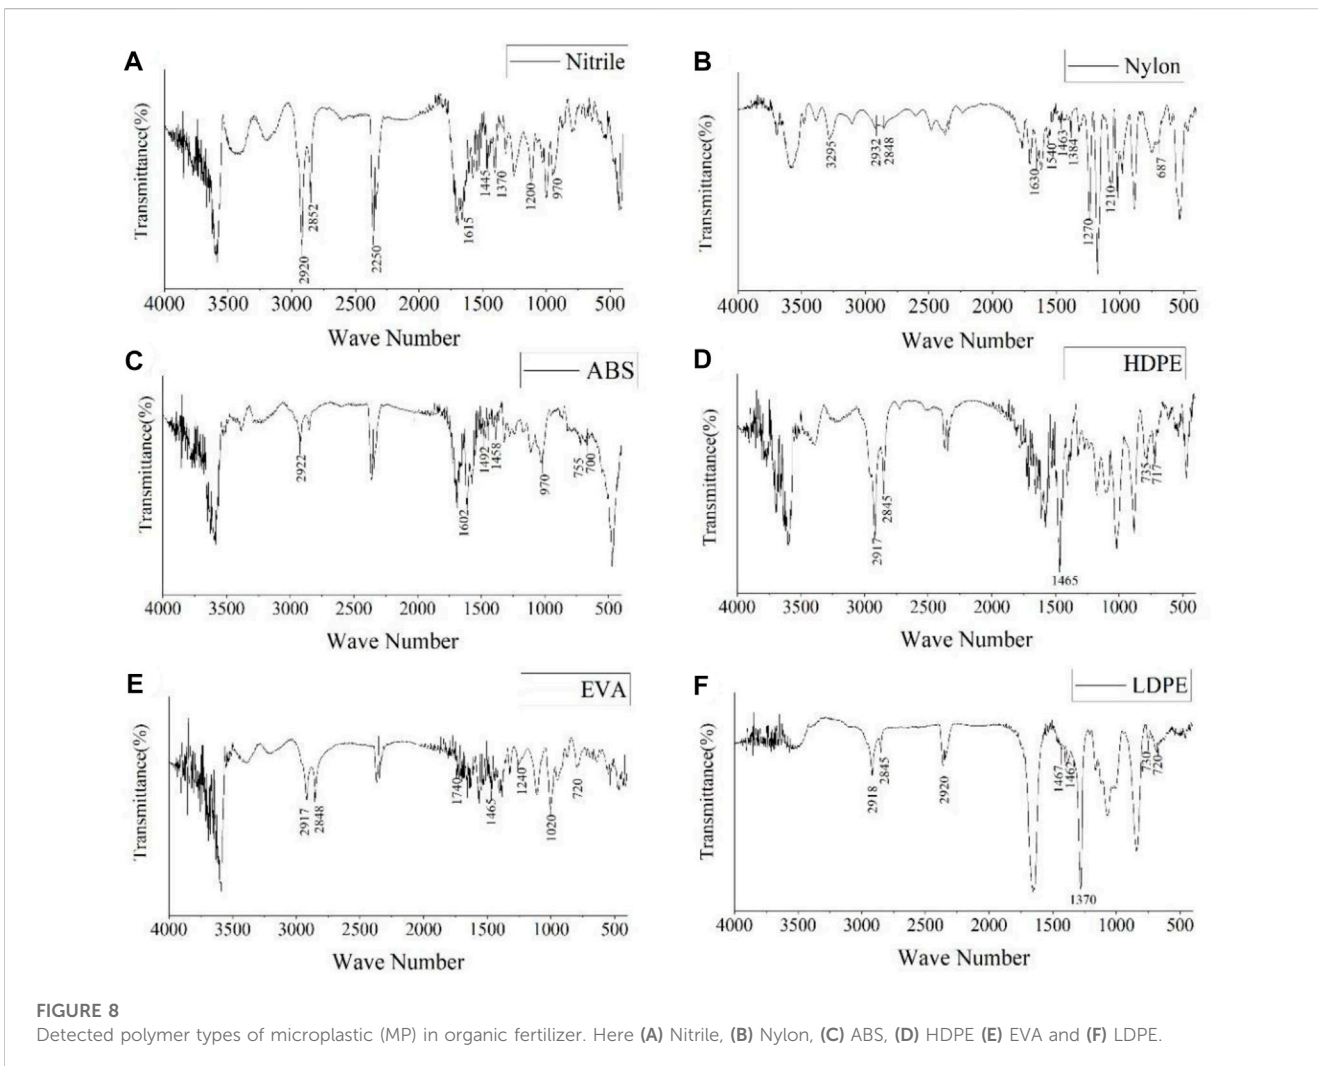 A
Nitrile
Transmittance(%)
2920
2852
2250
1615
1445
1370
1200
970
4000 3500 3000 2500 2000 1500 1000 500
Wave Number
B
Nylon
Transmittance(%)
3295
2932
2848
1630
1540
1463
1384
1270
1210
687
4000 3500 3000 2500 2000 1500 1000 500
Wave Number
C
ABS
Transmittance(%)
2922
1602
1492
1458
970
755
700
4000 3500 3000 2500 2000 1500 1000 500
Wave Number
D
HDPE
Transmittance(%)
2917
2845
1465
735
717
4000 3500 3000 2500 2000 1500 1000 500
Wave Number
E
EVA
Transmittance(%)
2917
2848
1740
1465
1240
1020
720
4000 3500 3000 2500 2000 1500 1000 500
Wave Number
F
LDPE
Transmittance(%)
2918
2845
2920
1467
1462
1370
730
720
4000 3500 3000 2500 2000 1500 1000 500
Wave Number
FIGURE 8
Detected polymer types of microplastic (MP) in organic fertilizer. Here (A) Nitrile, (B) Nylon, (C) ABS, (D) HDPE (E) EVA and (F) LDPE.